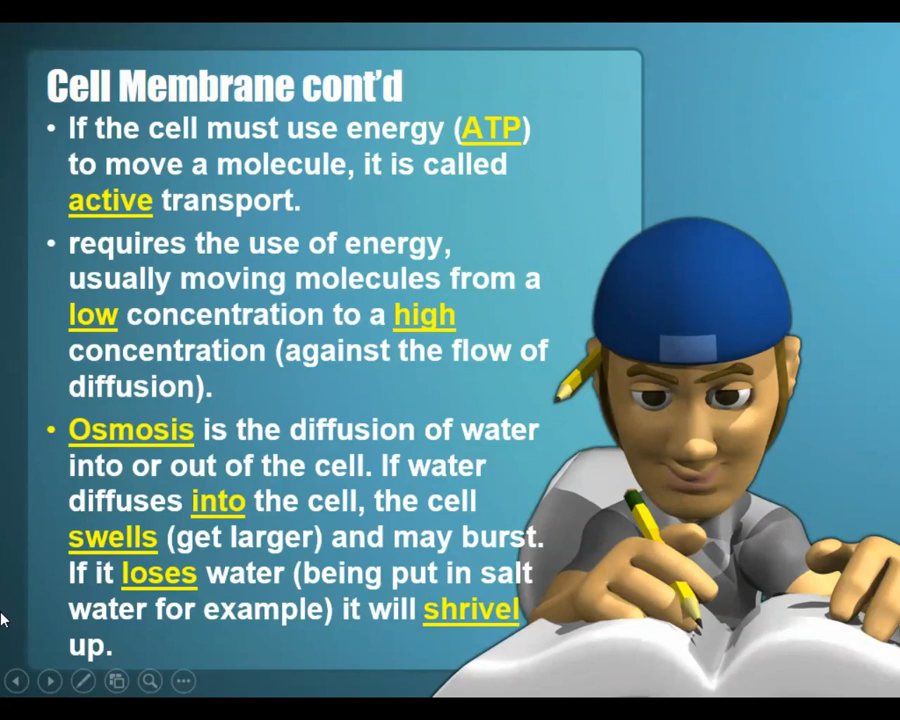 Cell Membrane cont’d
• If the cell must use energy (ATP)
to move a molecule, it is called
active transport.
• requires the use of energy,
usually moving molecules from a
low concentration to a high
concentration (against the flow of
diffusion).
• Osmosis is the diffusion of water
into or out of the cell. If water
diffuses into the cell, the cell
swells (get larger) and may burst.
If it loses water (being put in salt
water for example) it will shrivel
up.